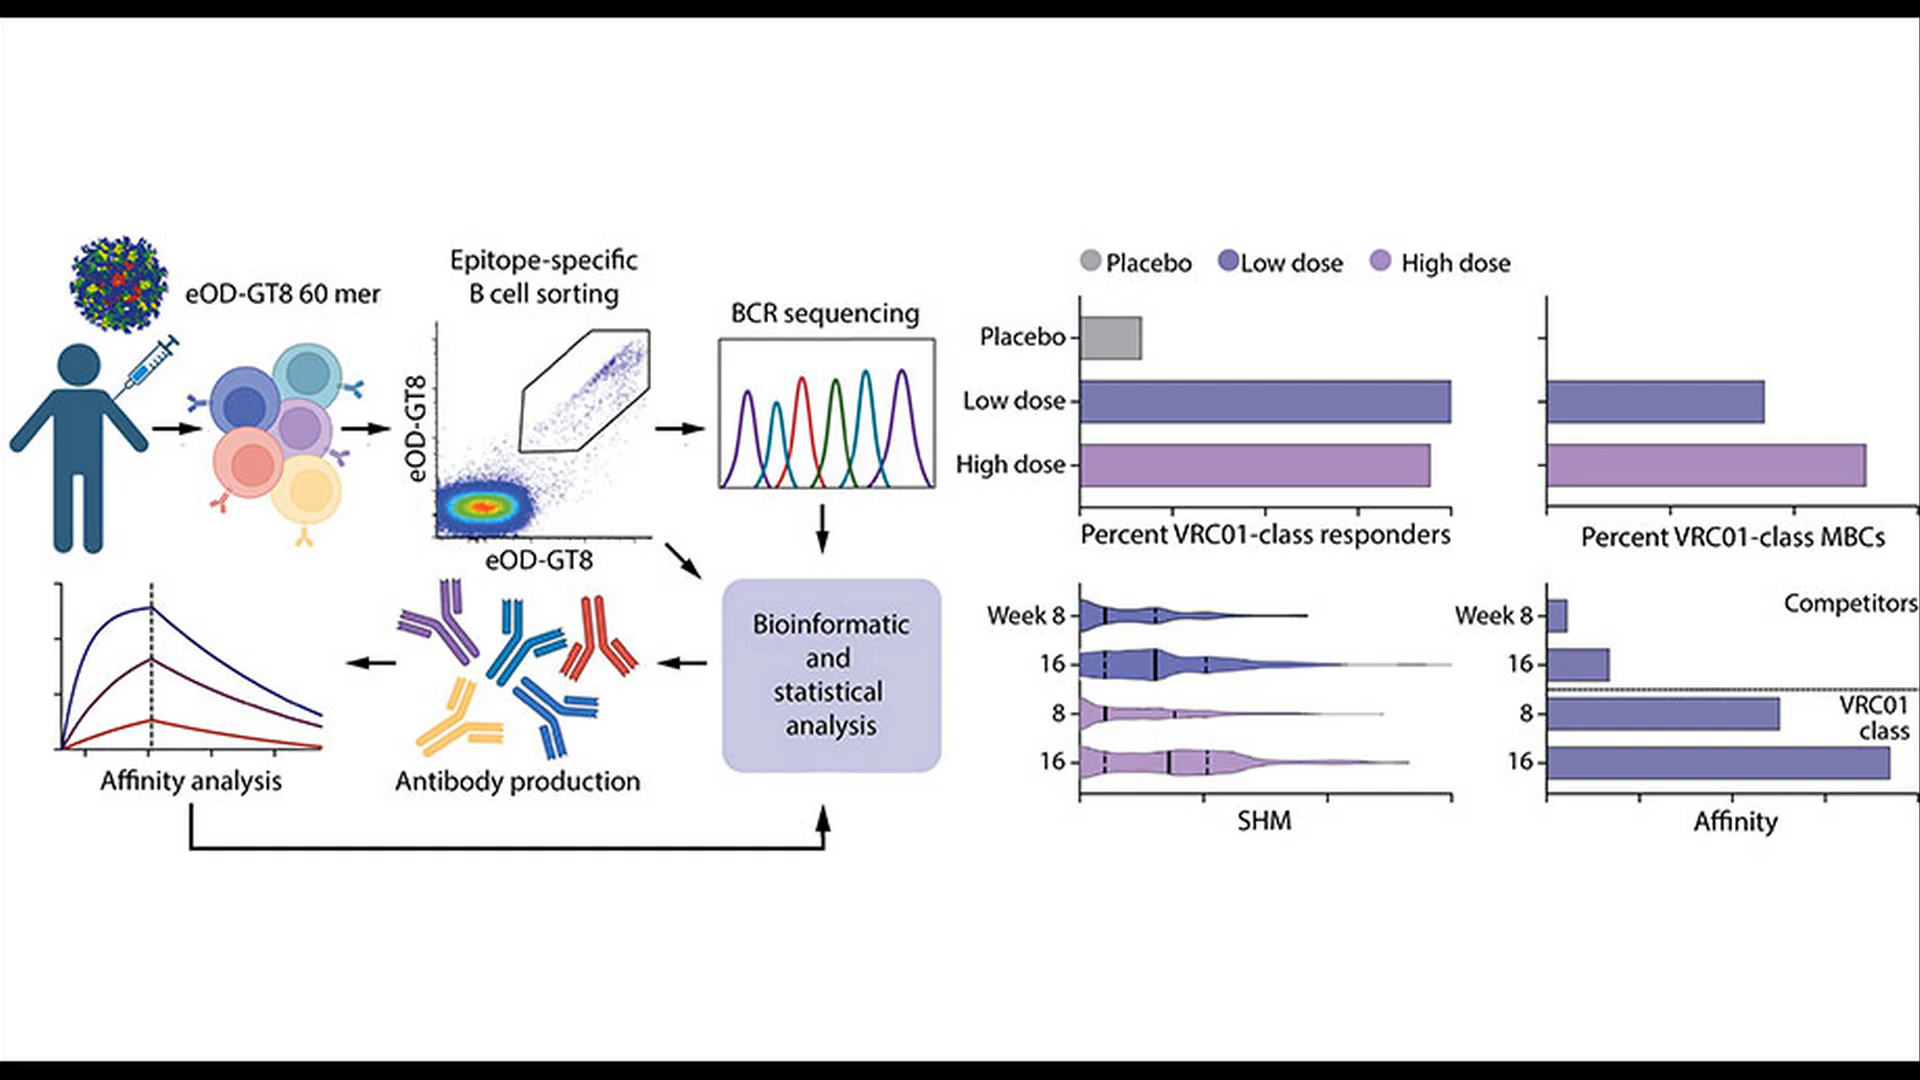 eOD-GT8 60 mer
Epitope-specific
B cell sorting
eOD-GT8
eOD-GT8
BCR sequencing
Bioinformatic
and
statistical
analysis
Antibody production
Affinity analysis
Placebo Low dose High dose
Placebo
Low dose
High dose
Percent VRC01-class responders
Percent VRC01-class MBCs
Week 8
16
8
16
SHM
Week 8
16
8
16
Competitors
VRC01
class
Affinity